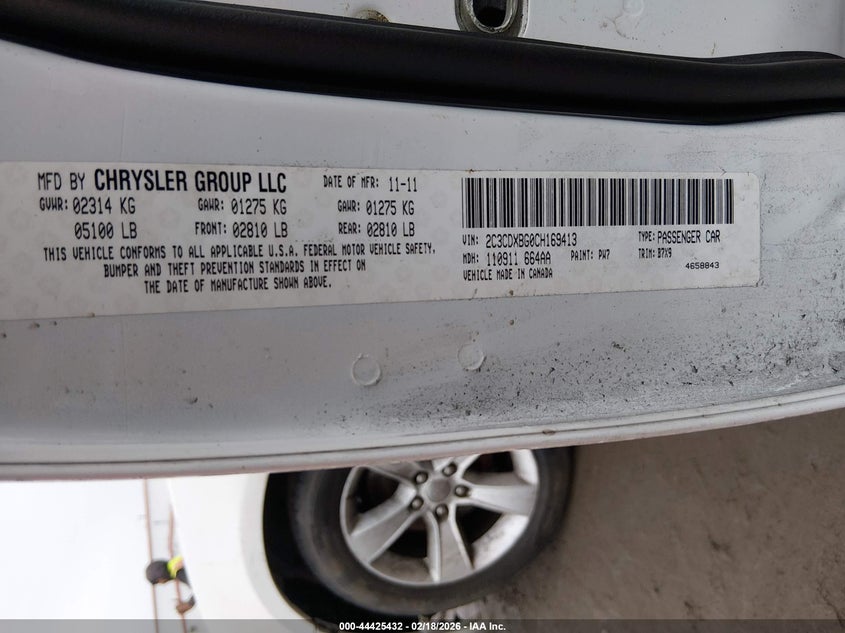 MFD BY CHRYSLER GROUP LLC DATE OF MFR: 11-11
GVWR: 02314 KG GAWR: 01275 KG GAWR: 01275 KG
05100 LB FRONT: 02810 LB REAR: 02810 LB
THIS VEHICLE CONFORMS TO ALL APPLICABLE U.S.A. FEDERAL MOTOR VEHICLE SAFETY,
BUMPER AND THEFT PREVENTION STANDARDS IN EFFECT ON
THE DATE OF MANUFACTURE SHOWN ABOVE.
VIN: 2C3CDXBG0CH169413 TYPE: PASSENGER CAR
MDH: 110911 664AA PAINT: PW7 TRIM: B7X9
VEHICLE MADE IN CANADA 4658843
000-44425432 - 02/18/2026 - IAA Inc.